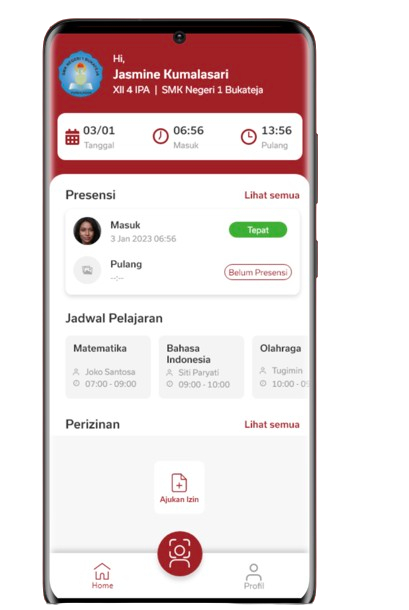 Hi,
Jasmine Kumalasari
XII 4 IPA | SMK Negeri 1 Bukateja
03/01
Tanggal
06:56
Masuk
13:56
Pulang
Presensi
Lihat semua
Masuk
3 Jan 2023 06:56
Tepat
Pulang
--:--
Belum Presensi
Jadwal Pelajaran
Matematika
Joko Santosa
07:00 - 09:00
Bahasa
Indonesia
Siti Paryati
09:00 - 10:00
Olahraga
Tugimin
10:00 -
Perizinan
Lihat semua
Ajukan Izin
Home
Profil